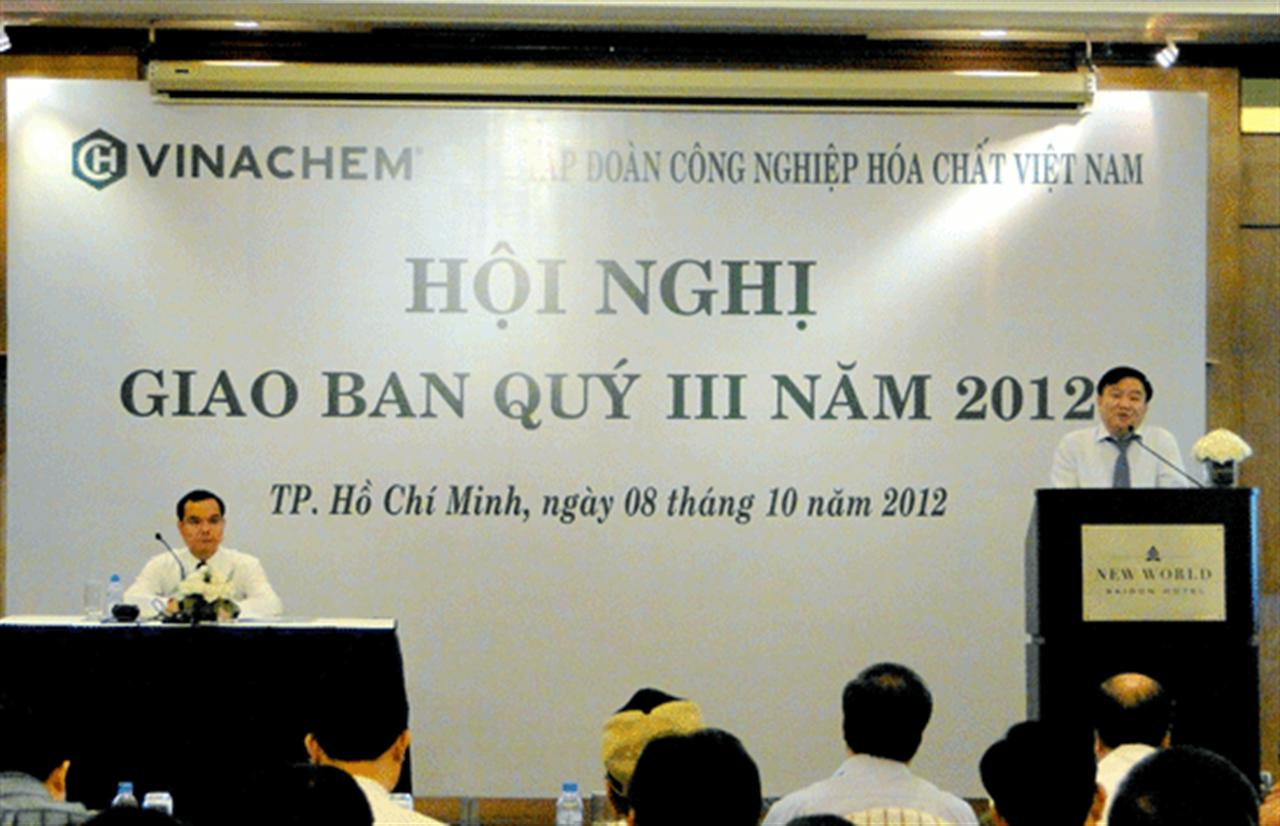 VINACHEM®
TẬP ĐOÀN CÔNG NGHIỆP HÓA CHẤT VIỆT NAM
HỘI NGHỊ
GIAO BAN QUÝ III NĂM 2012
TP. Hồ Chí Minh, ngày 08 tháng 10 năm 2012
NEW WORLD
SAIGON HOTEL